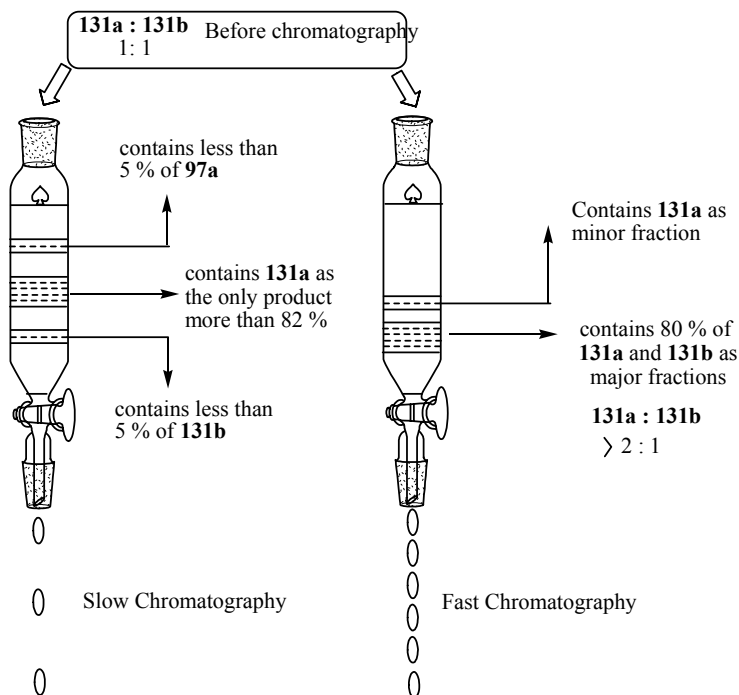 131a : 131b Before chromatography
1: 1
contains less than
5 % of 97a
contains 131a as
the only product
more than 82 %
contains less than
5 % of 131b
Slow Chromatography
Contains 131a as
minor fraction
contains 80 % of
131a and 131b as
major fractions
131a : 131b
> 2 : 1
Fast Chromatography